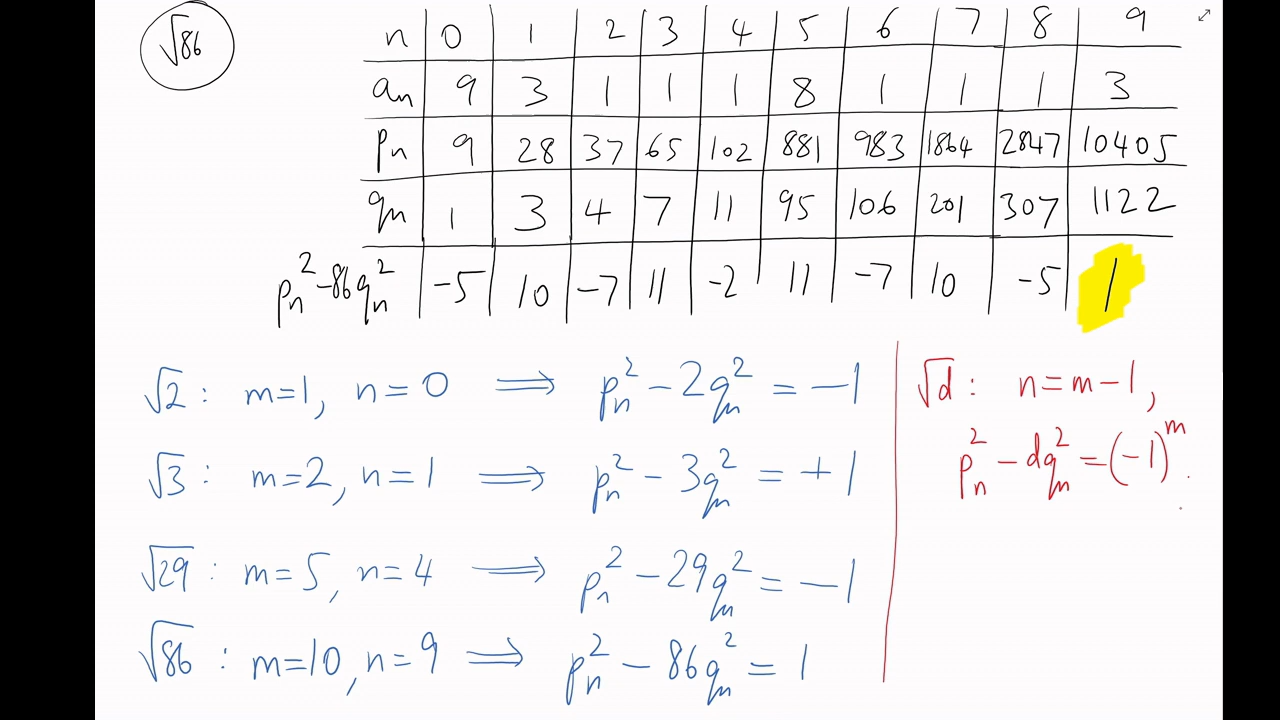 √86
n 0 1 2 3 4 5 6 7 8 9
aₙ 9 3 1 1 1 8 1 1 1 3
pₙ 9 28 37 65 102 881 983 1864 2847 10405
qₙ 1 3 4 7 11 95 106 201 307 1122
pₙ² - 86qₙ² -5 10 -7 11 -2 11 -7 10 -5 1
√2 : m=1, n=0 ⟹ pₙ² - 2qₙ² = -1
√3 : m=2, n=1 ⟹ pₙ² - 3qₙ² = +1
√29 : m=5, n=4 ⟹ pₙ² - 29qₙ² = -1
√86 : m=10, n=9 ⟹ pₙ² - 86qₙ² = 1
√d : n=m-1,
pₙ² - dqₙ² = (-1)ᵐ.